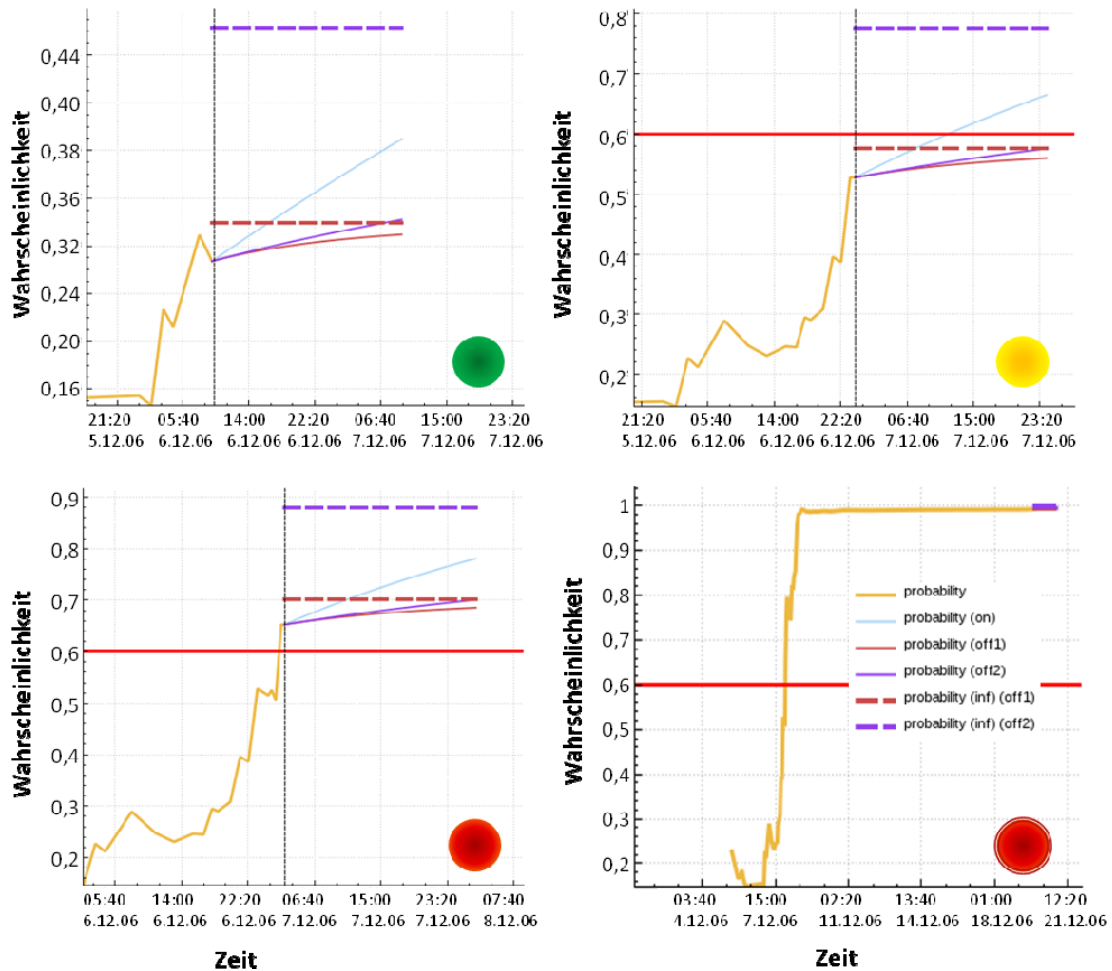 Wahrscheinlichkeit
0,44
0,40
0,38
0,36
0,32
0,24
0,20
0,16
21:20 05:40 14:00 22:20 06:40 15:00 23:20
5.12.06 6.12.06 6.12.06 6.12.06 7.12.06 7.12.06 7.12.06
Wahrscheinlichkeit
0,8
0,7
0,6
0,5
0,4
0,3
0,2
21:20 05:40 14:00 22:20 06:40 15:00 23:20
5.12.06 6.12.06 6.12.06 6.12.06 7.12.06 7.12.06 7.12.06
Wahrscheinlichkeit
0,9
0,8
0,7
0,6
0,5
0,4
0,3
0,2
05:40 14:00 22:20 06:40 15:00 23:20 07:40
6.12.06 6.12.06 6.12.06 7.12.06 7.12.06 7.12.06 8.12.06
Zeit
Wahrscheinlichkeit
1
0,9
0,8
0,7
0,6
0,5
0,4
0,3
0,2
probability
probability (on)
probability (off1)
probability (off2)
probability (inf) (off1)
probability (inf) (off2)
03:40 15:00 02:20 13:40 01:00 12:20
4.12.06 7.12.06 11.12.06 14.12.06 18.12.06 21.12.06
Zeit